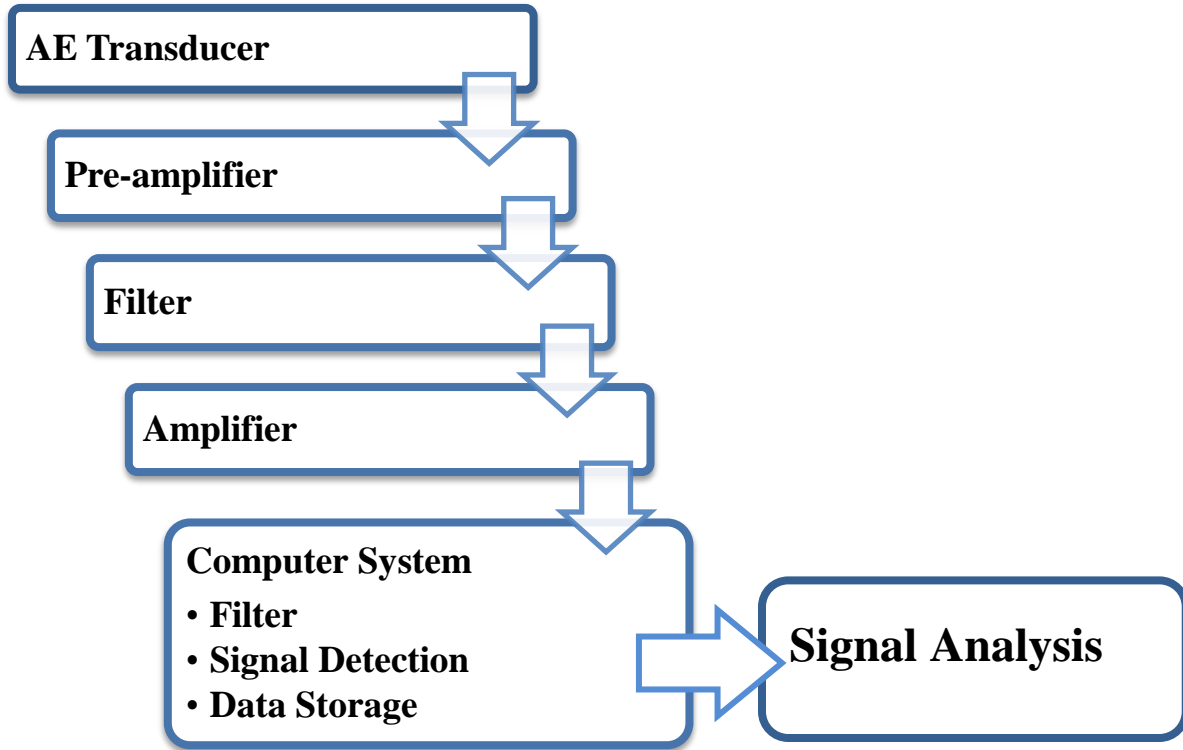 AE Transducer
Pre-amplifier
Filter
Amplifier
Computer System
• Filter
• Signal Detection
• Data Storage
Signal Analysis